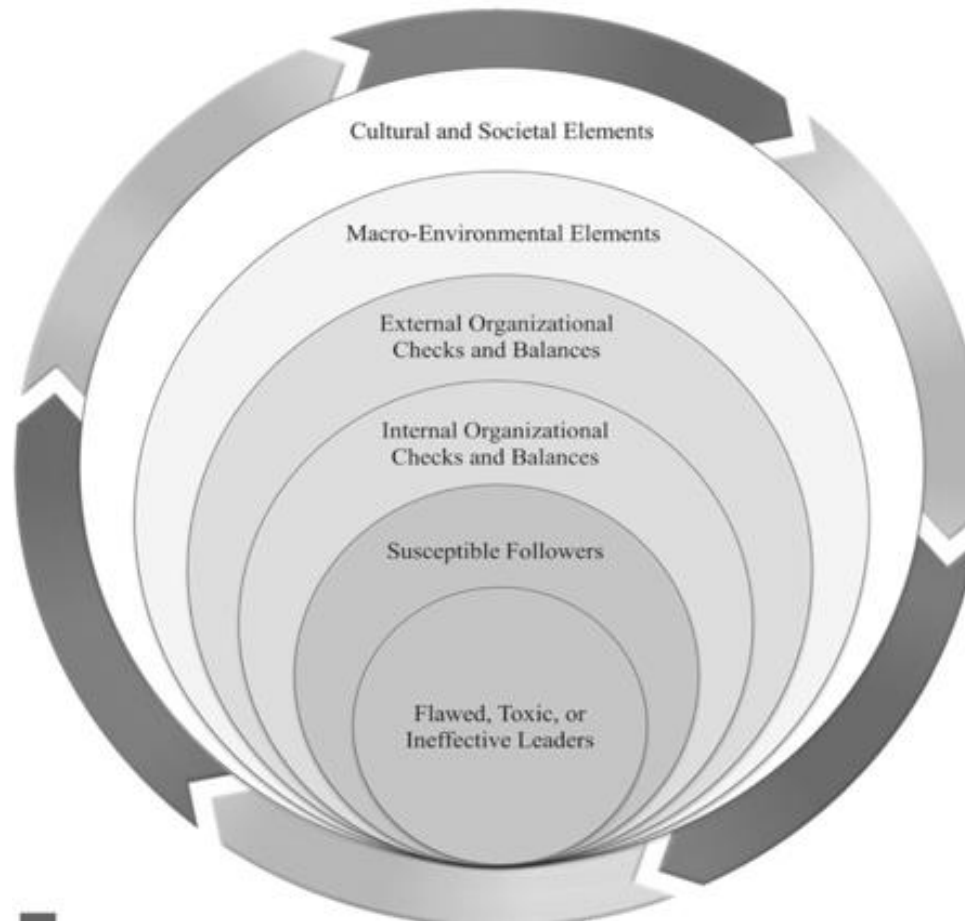 Cultural and Societal Elements
Macro-Environmental Elements
External Organizational
Checks and Balances
Internal Organizational
Checks and Balances
Susceptible Followers
Flawed, Toxic, or
Ineffective Leaders